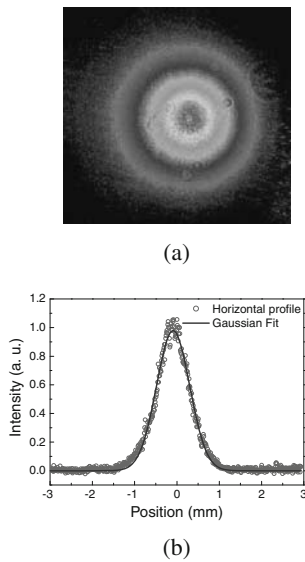 (a)
1.2
1.0
0.8
0.6
0.4
0.2
0.0
Intensity (a. u.)
Horizontal profile
Gaussian Fit
-3
-2
-1
0
1
2
3
Position (mm)
(b)